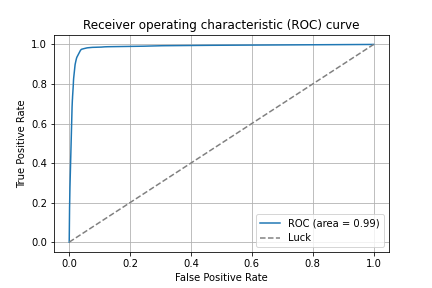 Receiver operating characteristic (ROC) curve
True Positive Rate
1.0
0.8
0.6
0.4
0.2
0.0
ROC (area = 0.99)
Luck
0.0 0.2 0.4 0.6 0.8 1.0
False Positive Rate